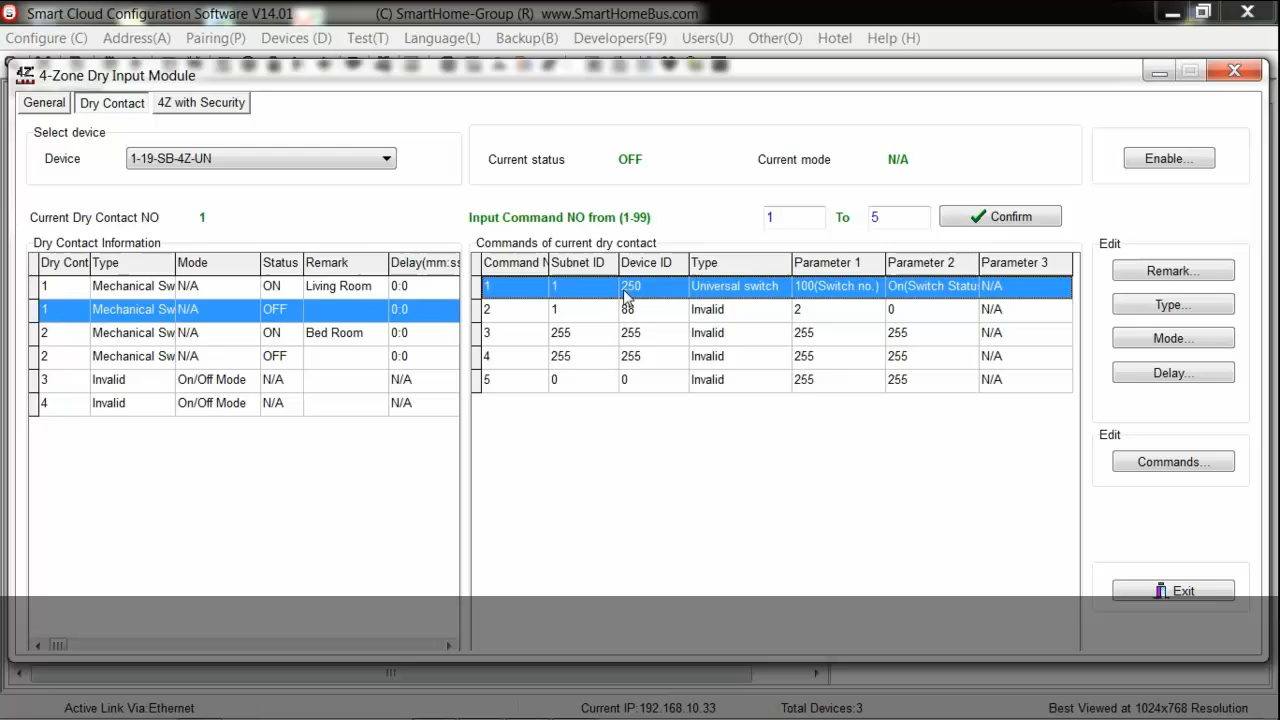 S Smart Cloud Configuration Software V14.01 (C) SmartHome-Group (R) www.SmartHomeBus.com
Configure (C) Address(A) Pairing(P) Devices (D) Test(T) Language(L) Backup(B) Developers(F9) Users(U) Other(O) Hotel Help (H)
4Z 4-Zone Dry Input Module
General Dry Contact 4Z with Security
Select device
Device 1-19-SB-4Z-UN Current status OFF Current mode N/A Enable...
Current Dry Contact NO 1 Input Command NO from (1-99) 1 To 5 Confirm
Dry Contact Information Commands of current dry contact Edit
Dry Cont Type Mode Status Remark Delay(mm:ss Command N Subnet ID Device ID Type Parameter 1 Parameter 2 Parameter 3
Remark...
1 Mechanical Sw N/A ON Living Room 0:0 1 1 250 Universal switch 100(Switch no.) On(Switch Statu N/A
1 Mechanical Sw N/A OFF 0:0 2 1 88 Invalid 2 0 N/A
Type...
2 Mechanical Sw N/A ON Bed Room 0:0 3 255 255 Invalid 255 255 N/A
Mode...
2 Mechanical Sw N/A OFF 0:0 4 255 255 Invalid 255 255 N/A
Delay...
3 Invalid On/Off Mode N/A N/A 5 0 0 Invalid 255 255 N/A
4 Invalid On/Off Mode N/A N/A
Edit
Commands...
Exit
Active Link Via:Ethernet Current IP:192.168.10.33 Total Devices:3 Best Viewed at 1024x768 Resolution